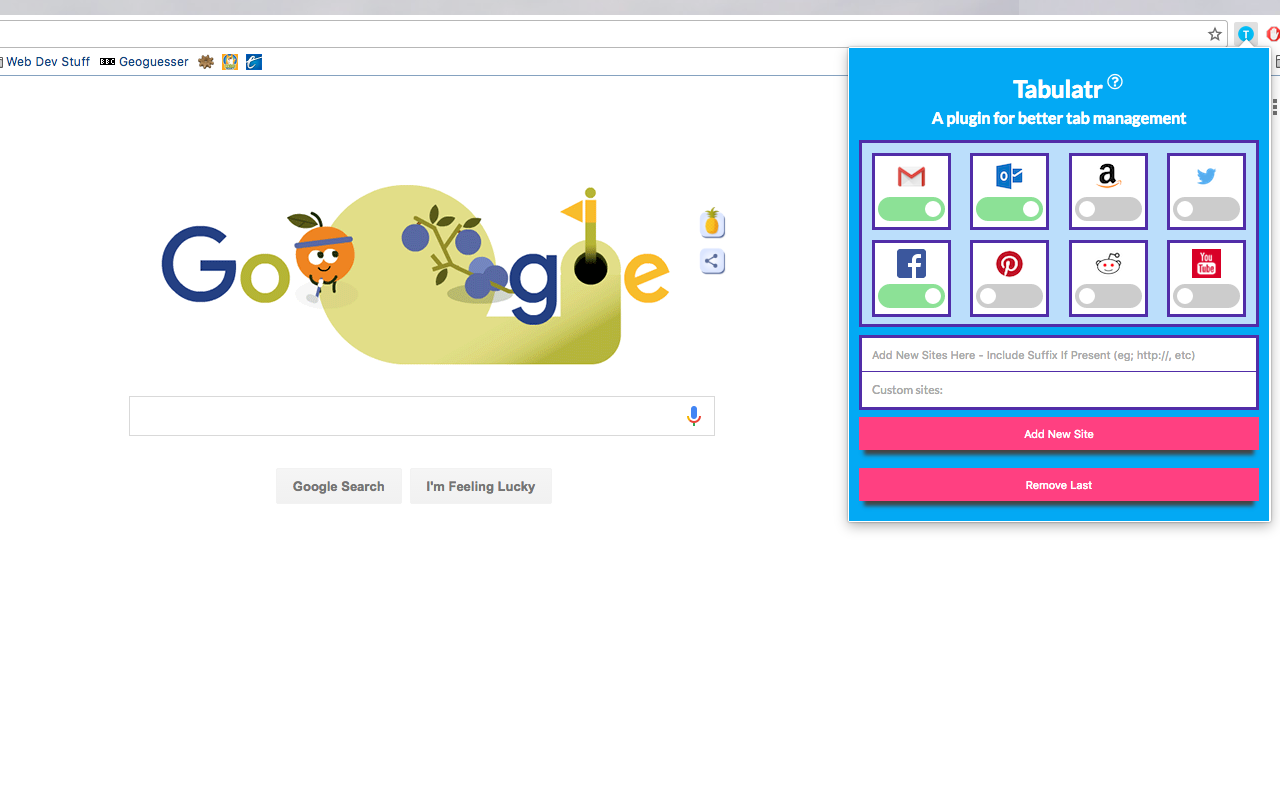 T
Web Dev Stuff
BBC Geoguesser
Tabulatr ?
A plugin for better tab management
Google
O
a
You
Tube
Add New Sites Here - Include Suffix If Present (eg; http://, etc)
Custom sites:
Add New Site
Remove Last
Google Search
I'm Feeling Lucky